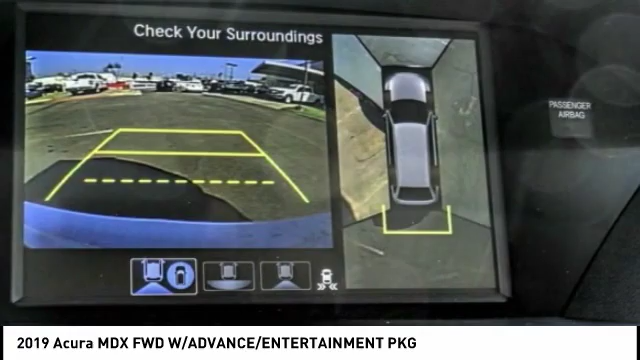 Check Your Surroundings
PASSENGER
AIRBAG
2019 Acura MDX FWD W/ADVANCE/ENTERTAINMENT PKG